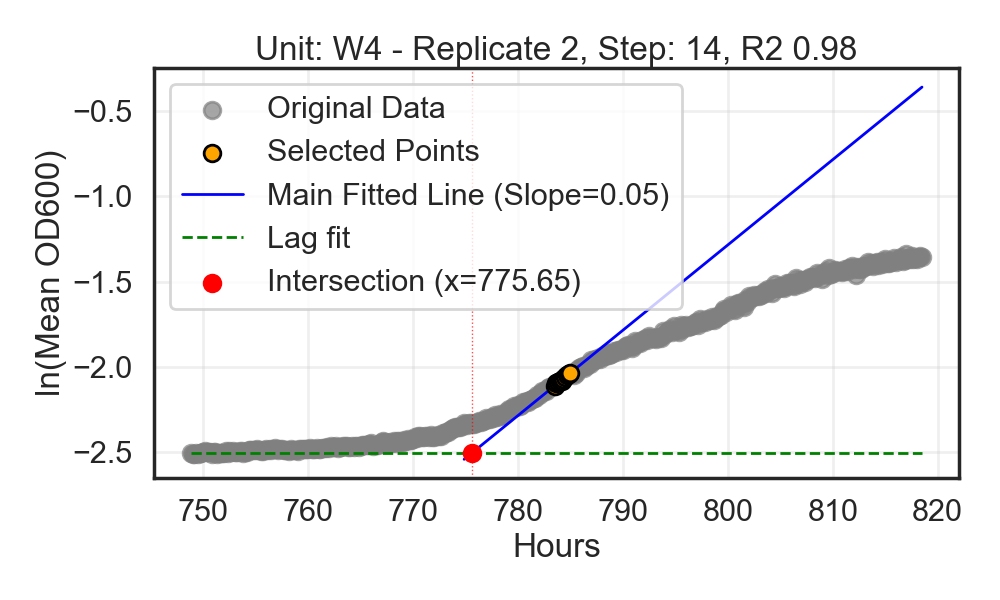 Unit: W4 - Replicate 2, Step: 14, R2 0.98
Original Data
Selected Points
Main Fitted Line (Slope=0.05)
Lag fit
Intersection (x=775.65)
ln(Mean OD600)
−0.5
−1.0
−1.5
−2.0
−2.5
750 760 770 780 790 800 810 820
Hours